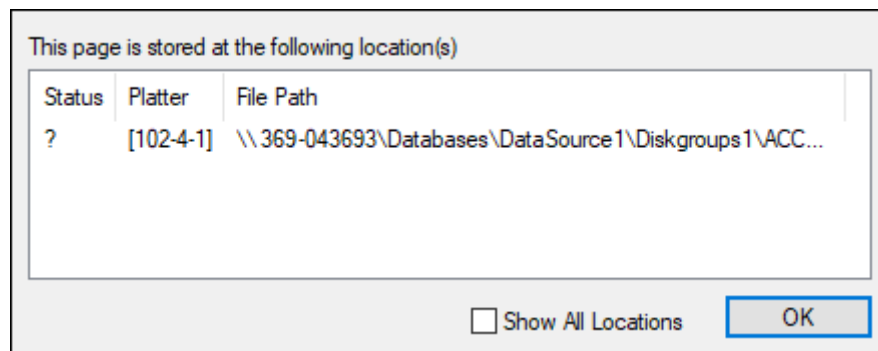 This page is stored at the following location(s)
Status Platter File Path
? [102-4-1] \\369-043693\Databases\DataSource1\Diskgroups1\ACC...
Show All Locations OK